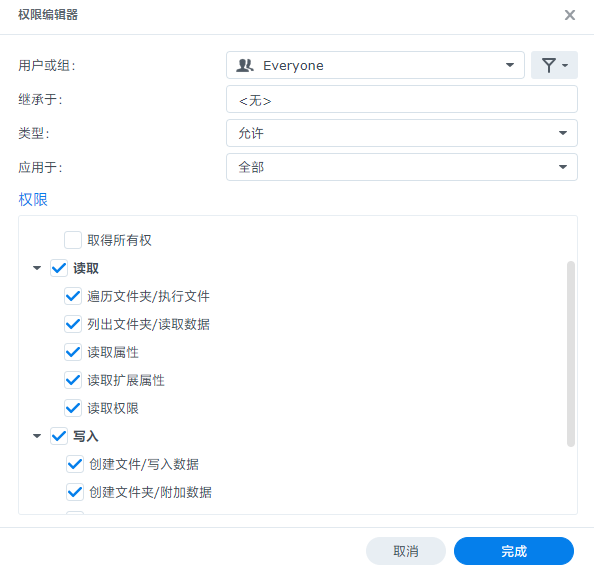 权限编辑器
用户或组: Everyone
继承于: <无>
类型: 允许
应用于: 全部
权限
取得所有权
读取
遍历文件夹/执行文件
列出文件夹/读取数据
读取属性
读取扩展属性
读取权限
写入
创建文件/写入数据
创建文件夹/附加数据
取消 完成